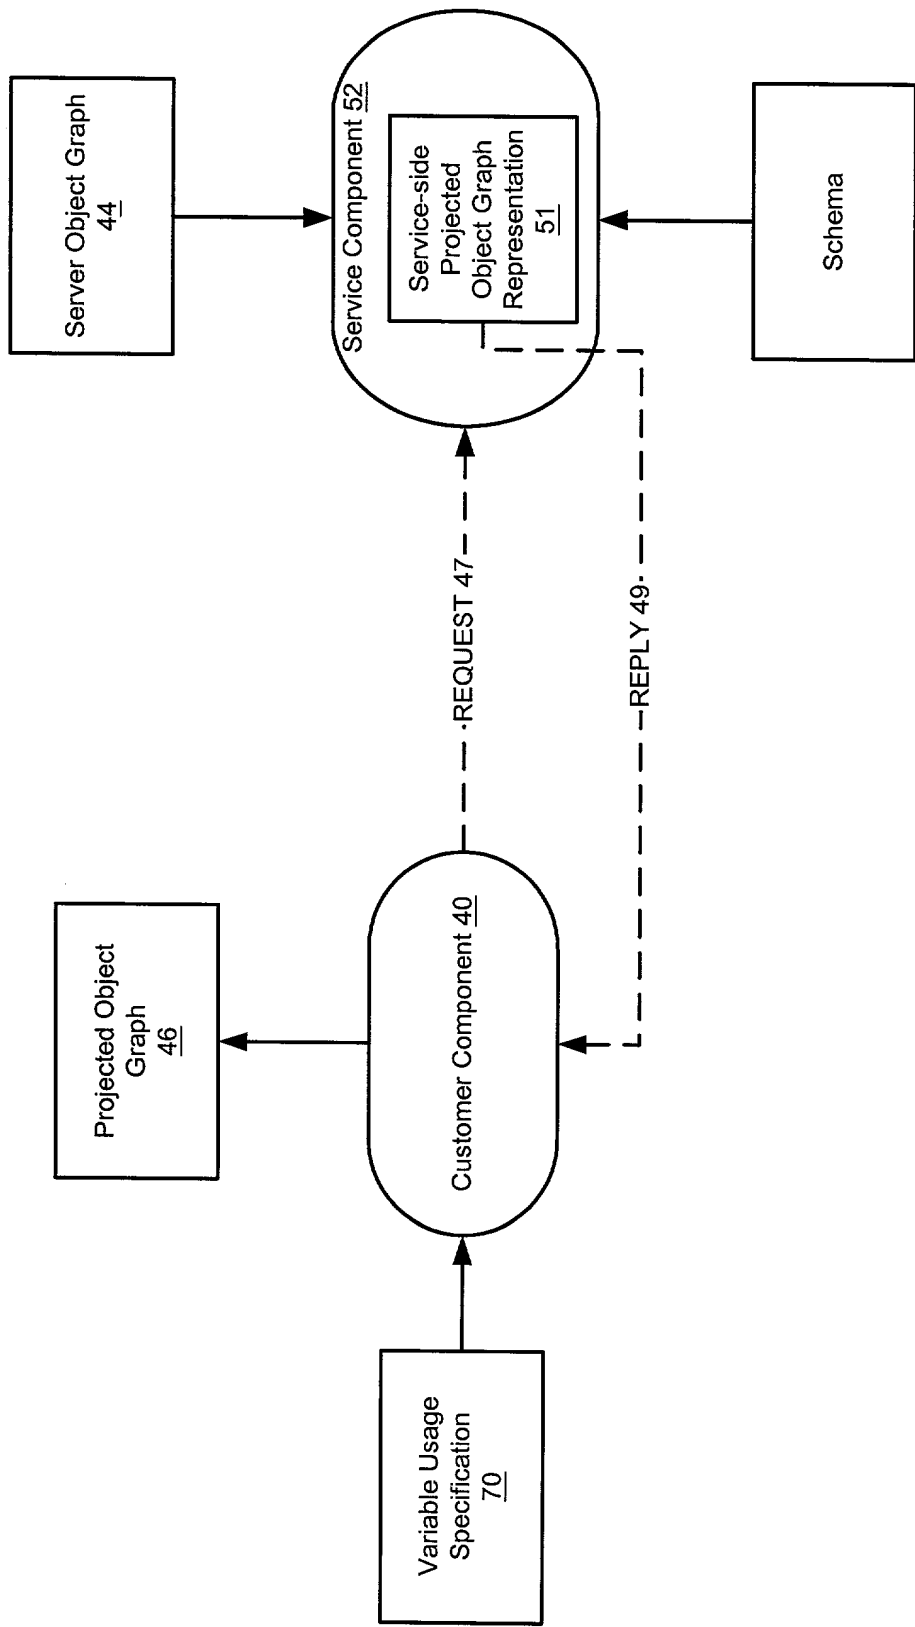 Server Object Graph
44
Service Component 52
Service-side
Projected
Object Graph
Representation
51
Schema
REQUEST 47
REPLY 49
Projected Object
Graph
46
Customer Component 40
Variable Usage
Specification
70